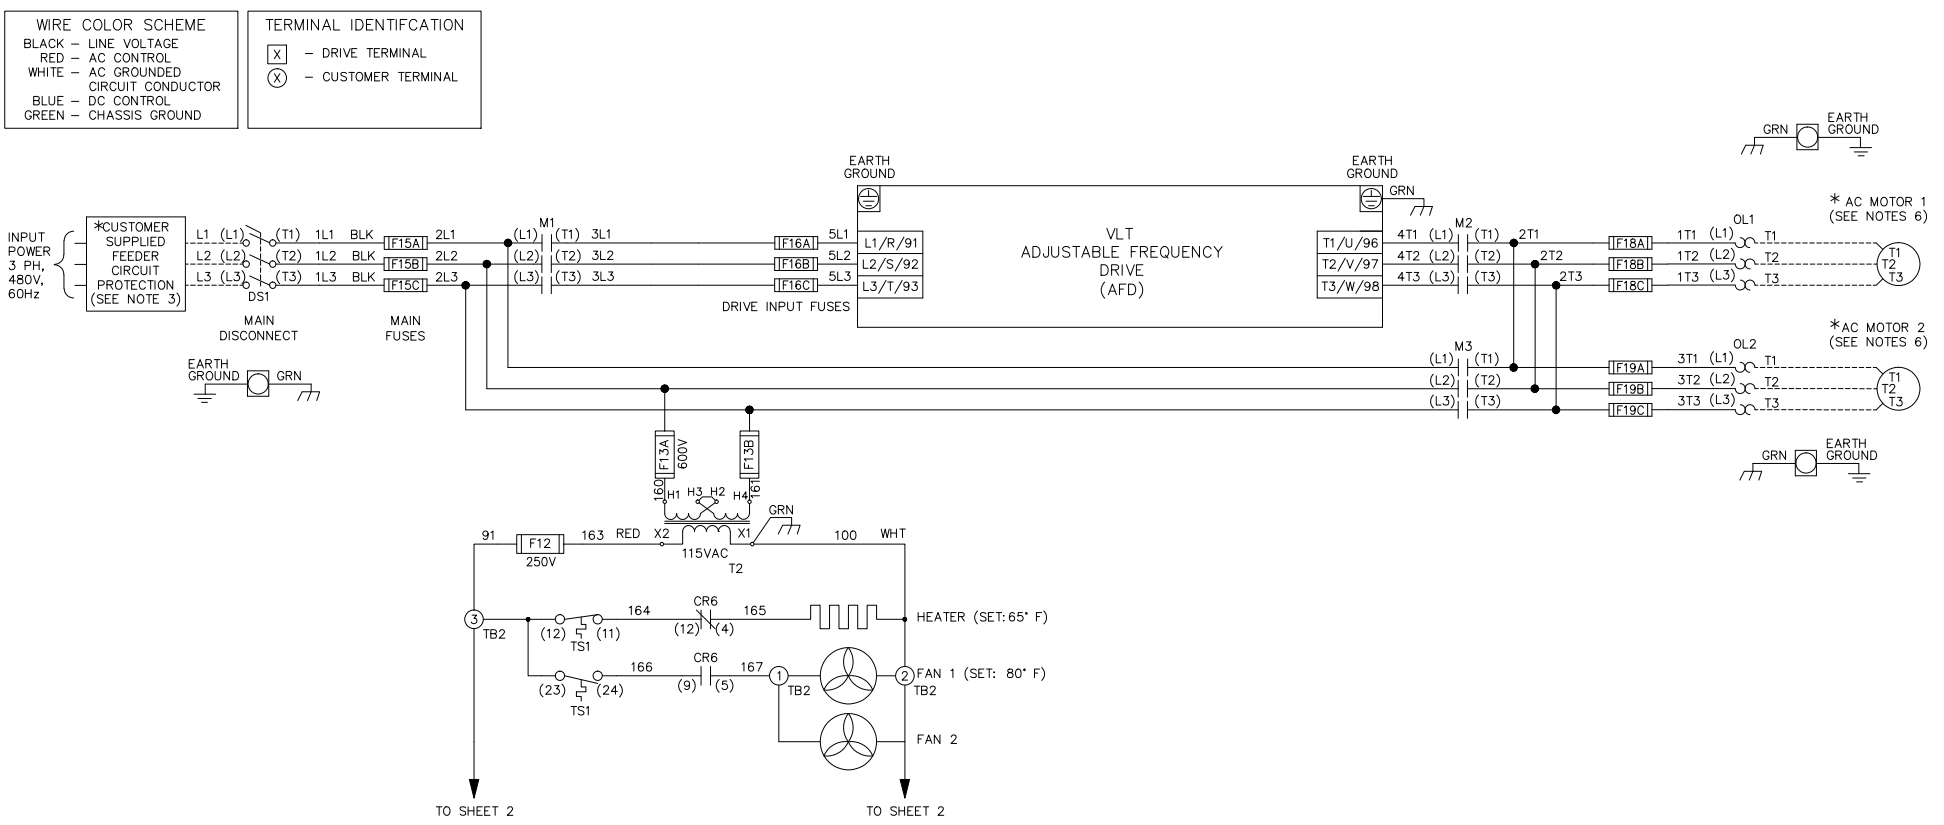 WIRE COLOR SCHEME
BLACK – LINE VOLTAGE
RED – AC CONTROL
WHITE – AC GROUNDED
CIRCUIT CONDUCTOR
BLUE – DC CONTROL
GREEN – CHASSIS GROUND
TERMINAL IDENTIFCATION
X – DRIVE TERMINAL
X – CUSTOMER TERMINAL
GRN
EARTH
GROUND
EARTH
GROUND
EARTH
GROUND
GRN
INPUT
POWER
3 PH,
480V,
60Hz
*CUSTOMER
SUPPLIED
FEEDER
CIRCUIT
PROTECTION
(SEE NOTE 3)
L1 (L1) (T1) 1L1 BLK F15A 2L1 (L1) M1 (T1) 3L1 F16A 5L1 L1/R/91
L2 (L2) (T2) 1L2 BLK F15B 2L2 (L2) (T2) 3L2 F16B 5L2 L2/S/92
L3 (L3) (T3) 1L3 BLK F15C 2L3 (L3) (T3) 3L3 F16C 5L3 L3/T/93
DS1
MAIN
DISCONNECT
MAIN
FUSES
DRIVE INPUT FUSES
VLT
ADJUSTABLE FREQUENCY
DRIVE
(AFD)
T1/U/96 4T1 (L1) M2 (T1) 2T1 F18A 1T1 (L1) OL1 T1
T2/V/97 4T2 (L2) (T2) 2T2 F18B 1T2 (L2) T2
T3/W/98 4T3 (L3) (T3) 2T3 F18C 1T3 (L3) T3
* AC MOTOR 1
(SEE NOTES 6)
T1
T2
T3
EARTH
GROUND
GRN
M3
(L1) (T1) F19A 3T1 (L1) OL2 T1
(L2) (T2) F19B 3T2 (L2) T2
(L3) (T3) F19C 3T3 (L3) T3
* AC MOTOR 2
(SEE NOTES 6)
T1
T2
T3
GRN
EARTH
GROUND
F13A
600V
F13B
160
161
H1 H3 H2 H4
GRN
91 F12 163 RED X2 X1 100 WHT
250V
115VAC
T2
3
TB2
(12) (11)
TS1
164
CR6
(12) (4)
165
HEATER (SET:65° F)
(23) (24)
TS1
166
CR6
(9) (5)
167
1
TB2
2
TB2
FAN 1 (SET: 80° F)
FAN 2
TO SHEET 2
TO SHEET 2